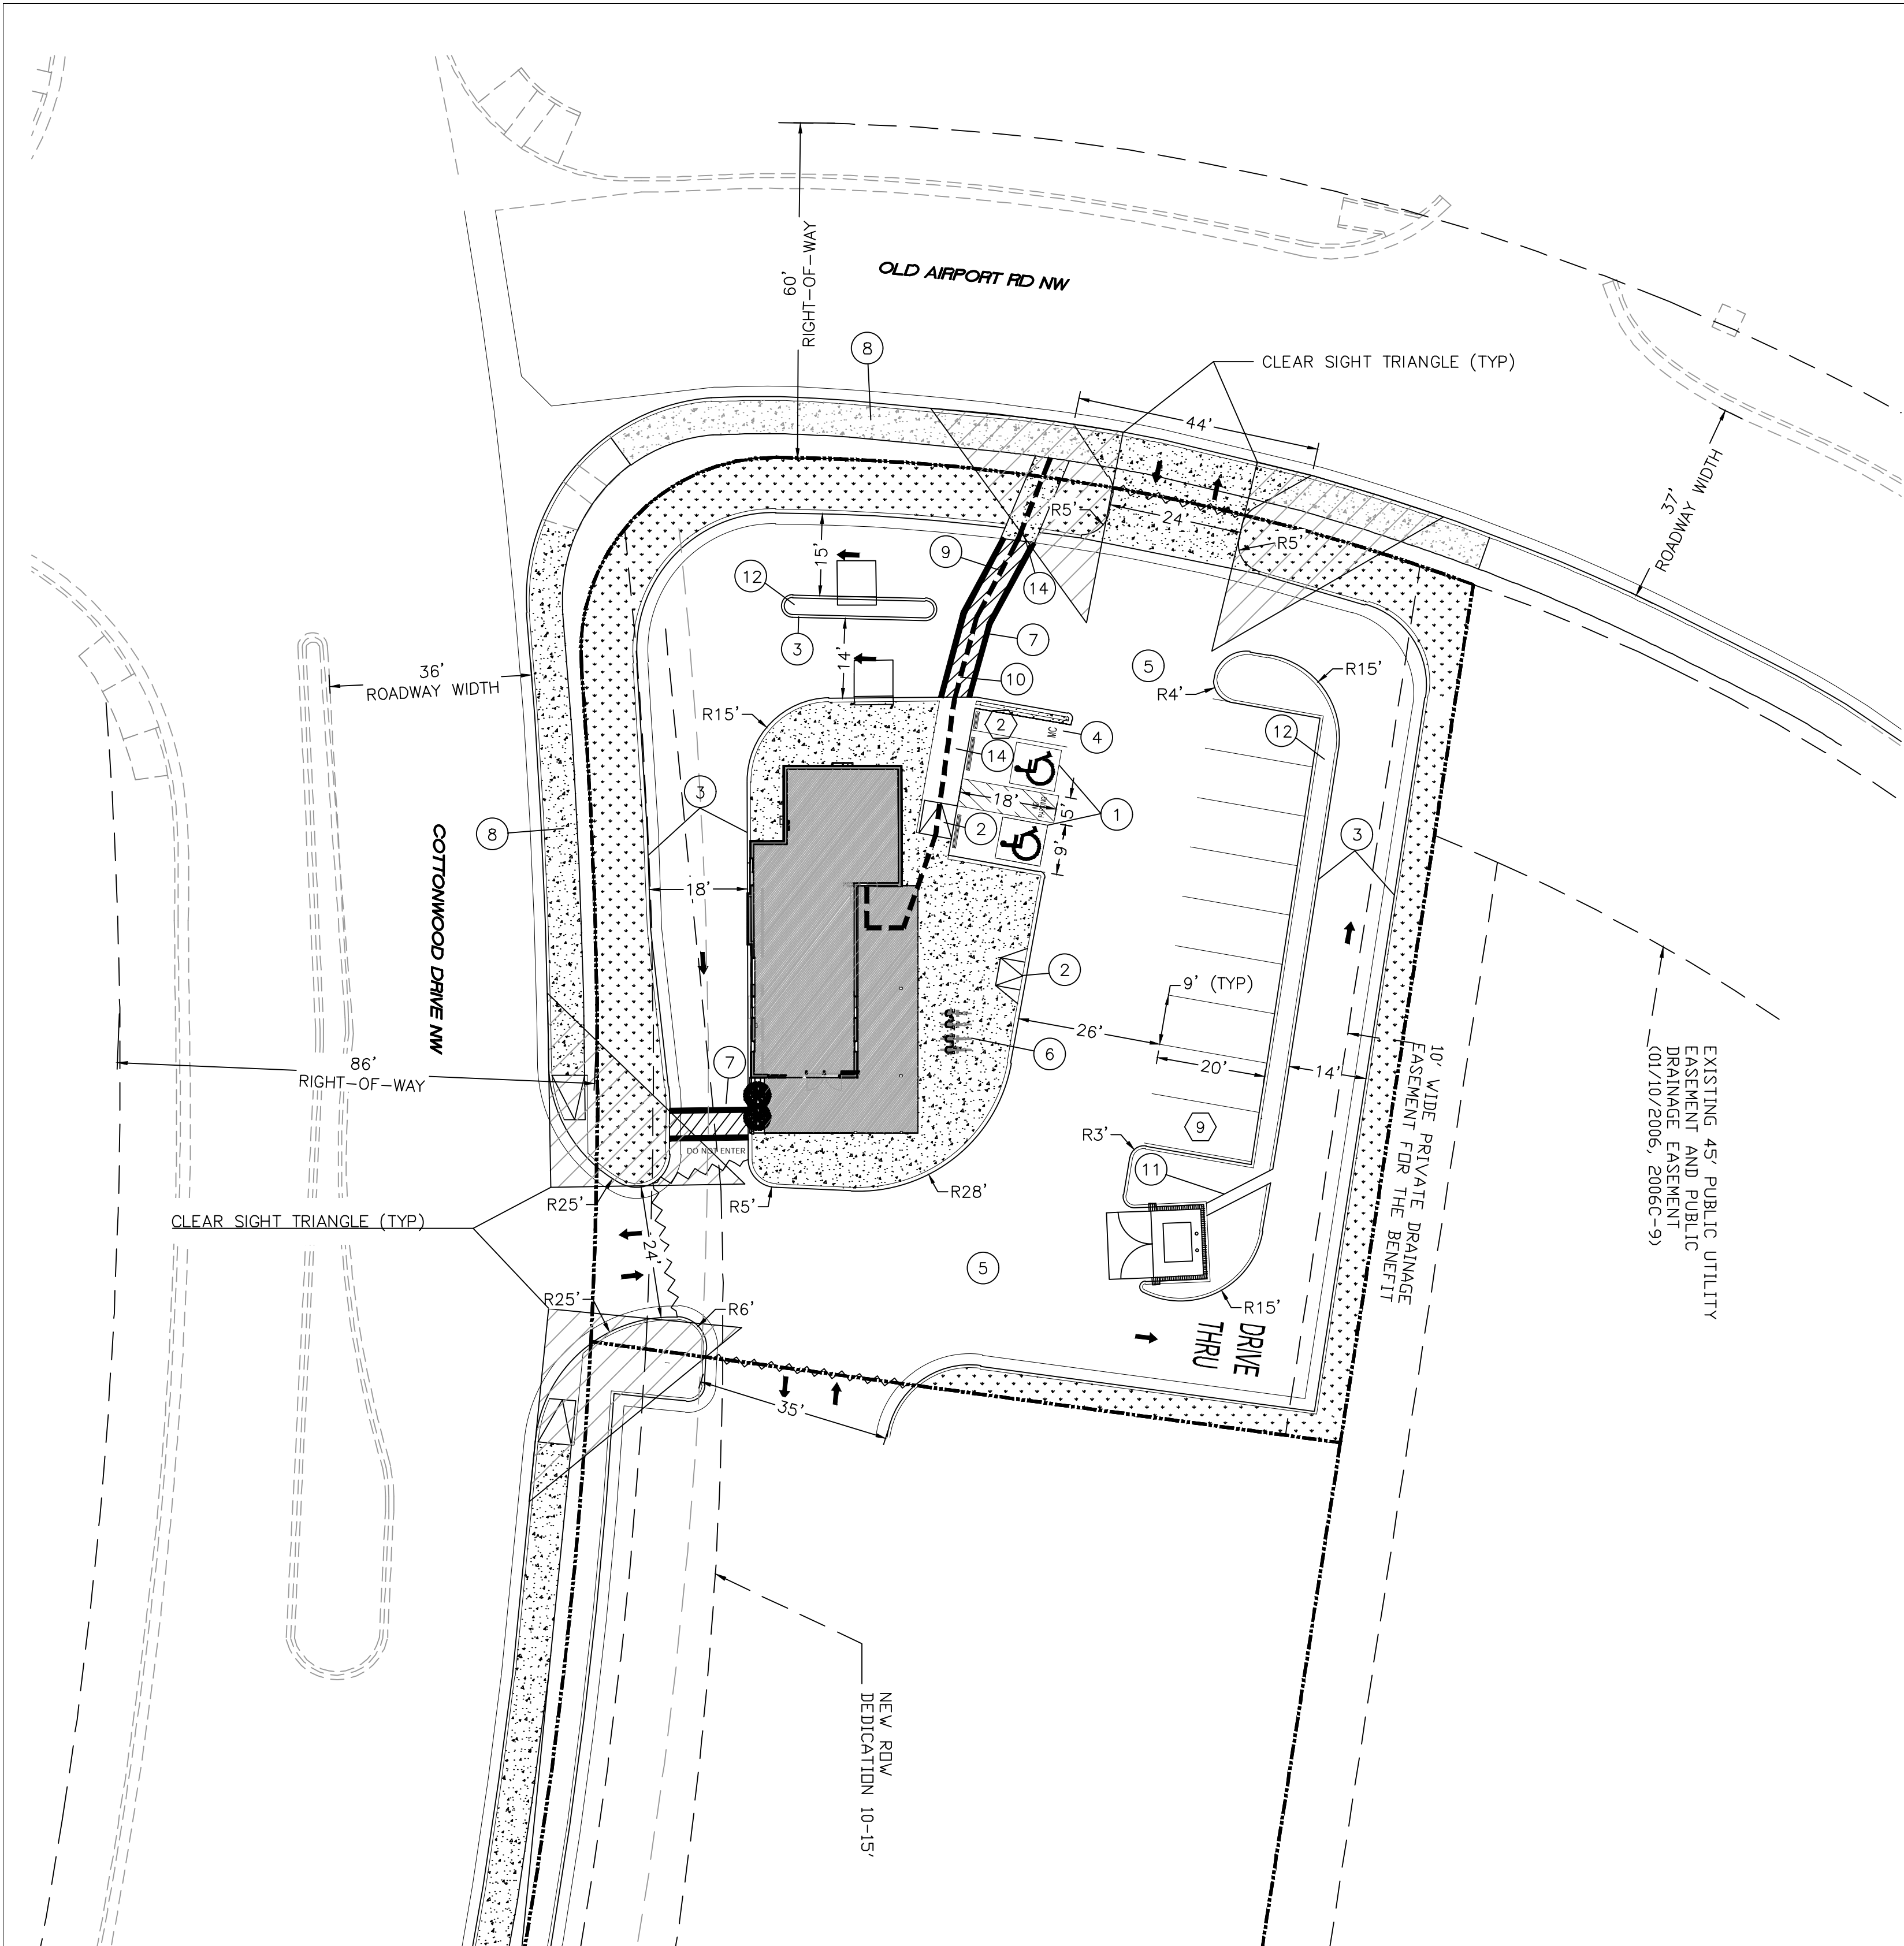 60'
RIGHT-OF-WAY
OLD AIRPORT RD NW
8
CLEAR SIGHT TRIANGLE (TYP)
44'
37'
ROADWAY WIDTH
R5'
24'
R5'
15'
9
14
12
3
7
14'
5
10
R15'
R4'
36'
ROADWAY WIDTH
R15'
2
MC
4
12
14
3
18'
5'
1
8
2
9'
3
COTTONWOOD DRIVE NW
18'
2
9' (TYP)
26'
6
86'
RIGHT-OF-WAY
7
20'
14'
10' WIDE PRIVATE DRAINAGE
EASEMENT FOR THE BENEFIT
EXISTING 45' PUBLIC UTILITY
EASEMENT AND PUBLIC
DRAINAGE EASEMENT
(01/10/2006, 2006C-9)
9
R3'
DO NOT ENTER
11
R25'
R5'
R28'
CLEAR SIGHT TRIANGLE (TYP)
24'
5
R25'
R6'
R15'
DRIVE
THRU
35'
NEW ROW
DEDICATION 10-15'